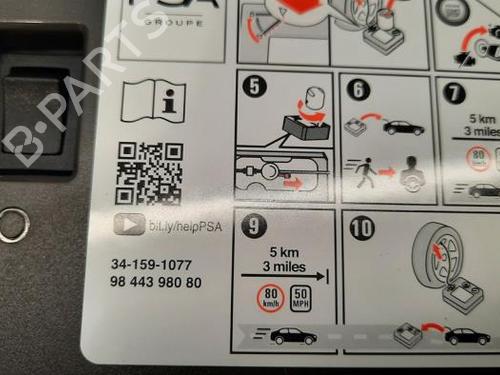 PSA
GROUPE
5
6
7
5 km
3 miles
80
km/h
i
bit.ly/helpPSA
34-159-1077
98 443 980 80
9
5 km
3 miles
80
km/h
50
MPH
10
B-PARTS